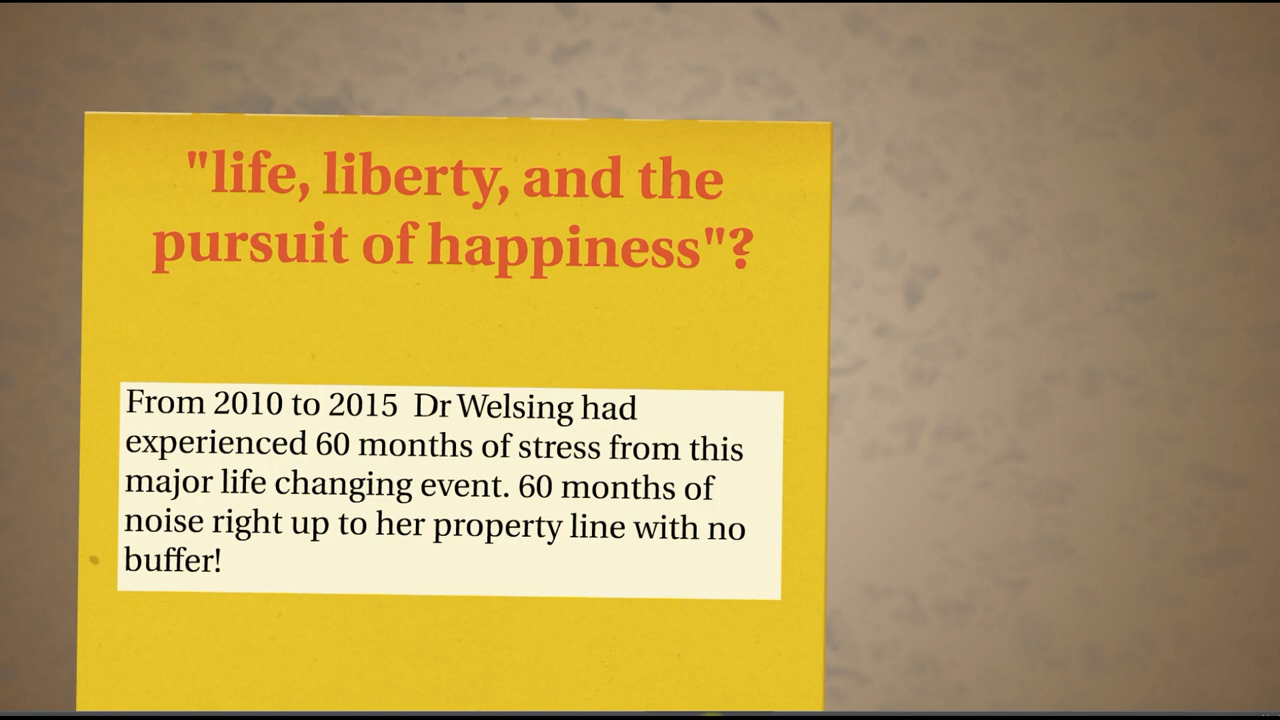 "life, liberty, and the
pursuit of happiness"?
From 2010 to 2015  Dr Welsing had
experienced 60 months of stress from this
major life changing event. 60 months of
noise right up to her property line with no
buffer!